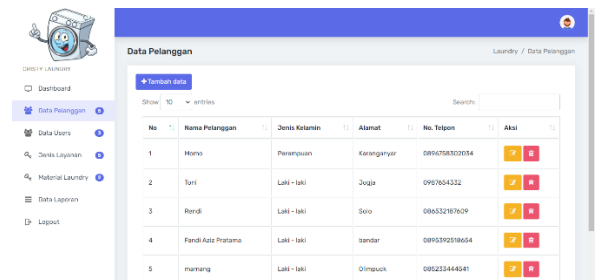 CRISTY LAUNDRY
Dashboard
Data Pelanggan
Data Users
Jenis Layanan
Material Laundry
Data Laporan
Logout
Data Pelanggan
Laundry / Data Pelanggan
+Tambah data
Show 10 entries
Search:
No Nama Pelanggan Jenis Kelamin Alamat No. Telpon Aksi
1 Momo Perempuan Karanganyar 0896758302034
2 Toni Laki - laki Jogja 0987654332
3 Rendi Laki - laki Solo 086532187609
4 Fandi Aziz Pratama Laki - laki bandar 0895392518654
5 mamang Laki - laki Dimpuck 085233444541